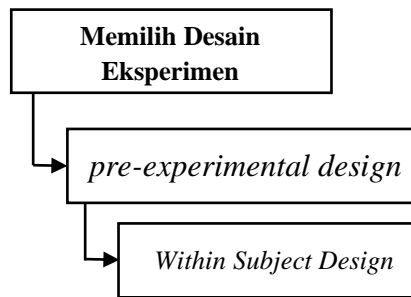 Memilih Desain
Eksperimen
pre-experimental design
Within Subject Design